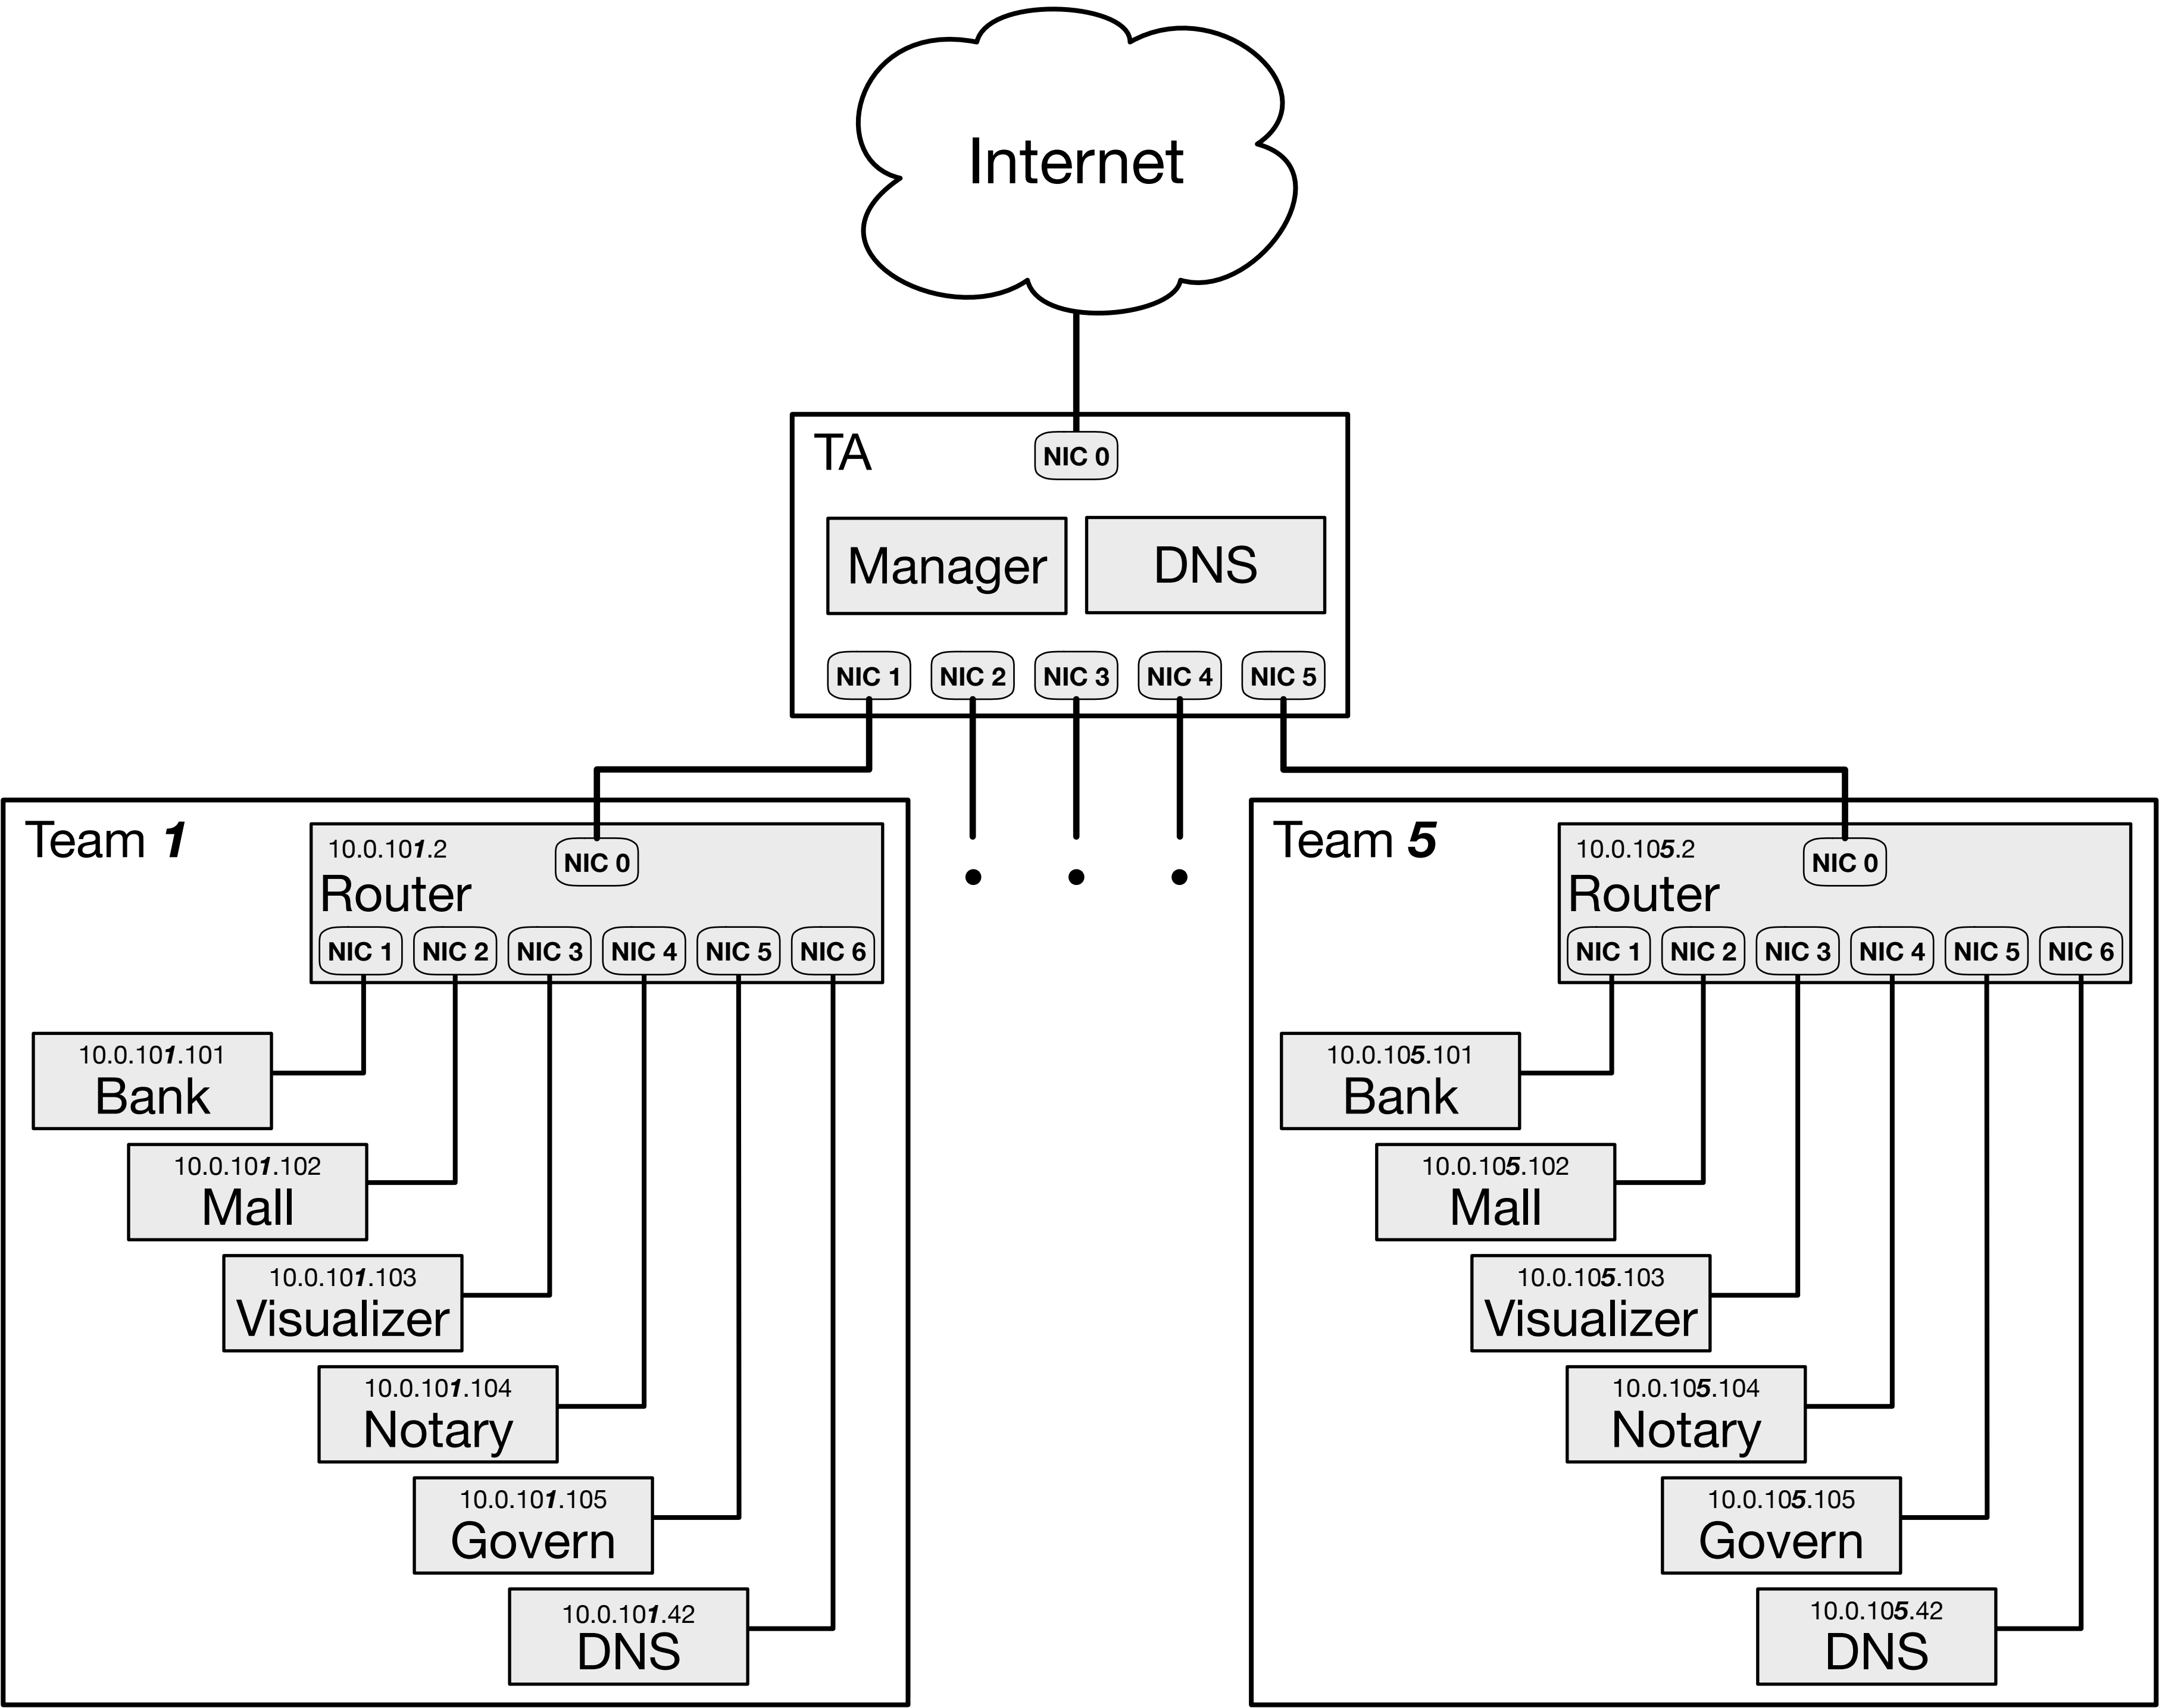 Internet
TA
NIC 0
Manager
DNS
NIC 1
NIC 2
NIC 3
NIC 4
NIC 5
Team 1
10.0.101.2
NIC 0
Router
NIC 1
NIC 2
NIC 3
NIC 4
NIC 5
NIC 6
10.0.101.101
Bank
10.0.101.102
Mall
10.0.101.103
Visualizer
10.0.101.104
Notary
10.0.101.105
Govern
10.0.101.42
DNS
Team 5
10.0.105.2
NIC 0
Router
NIC 1
NIC 2
NIC 3
NIC 4
NIC 5
NIC 6
10.0.105.101
Bank
10.0.105.102
Mall
10.0.105.103
Visualizer
10.0.105.104
Notary
10.0.105.105
Govern
10.0.105.42
DNS